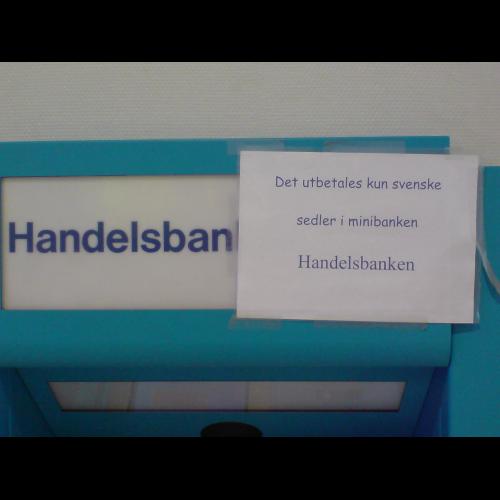 Handelsban
Det utbetales kun svenske
sedler i minibanken
Handelsbanken